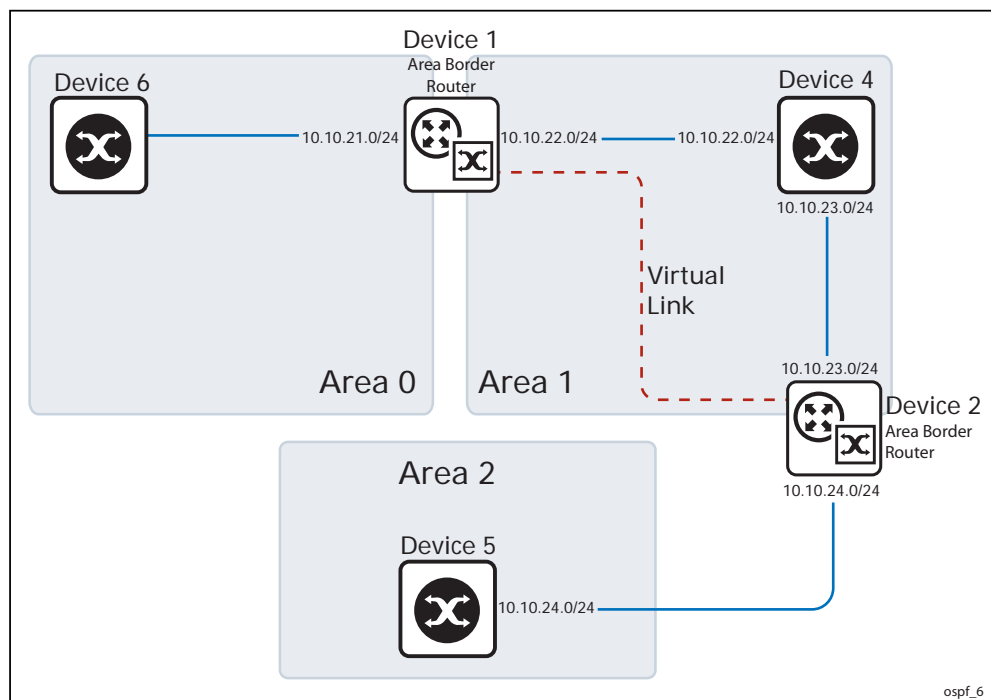 Device 1
Area Border
Router
Device 6
Device 4
10.10.21.0/24
10.10.22.0/24
10.10.22.0/24
10.10.23.0/24
Virtual
Link
10.10.23.0/24
Area 0
Area 1
Device 2
Area Border
Router
Area 2
10.10.24.0/24
Device 5
10.10.24.0/24
ospf_6